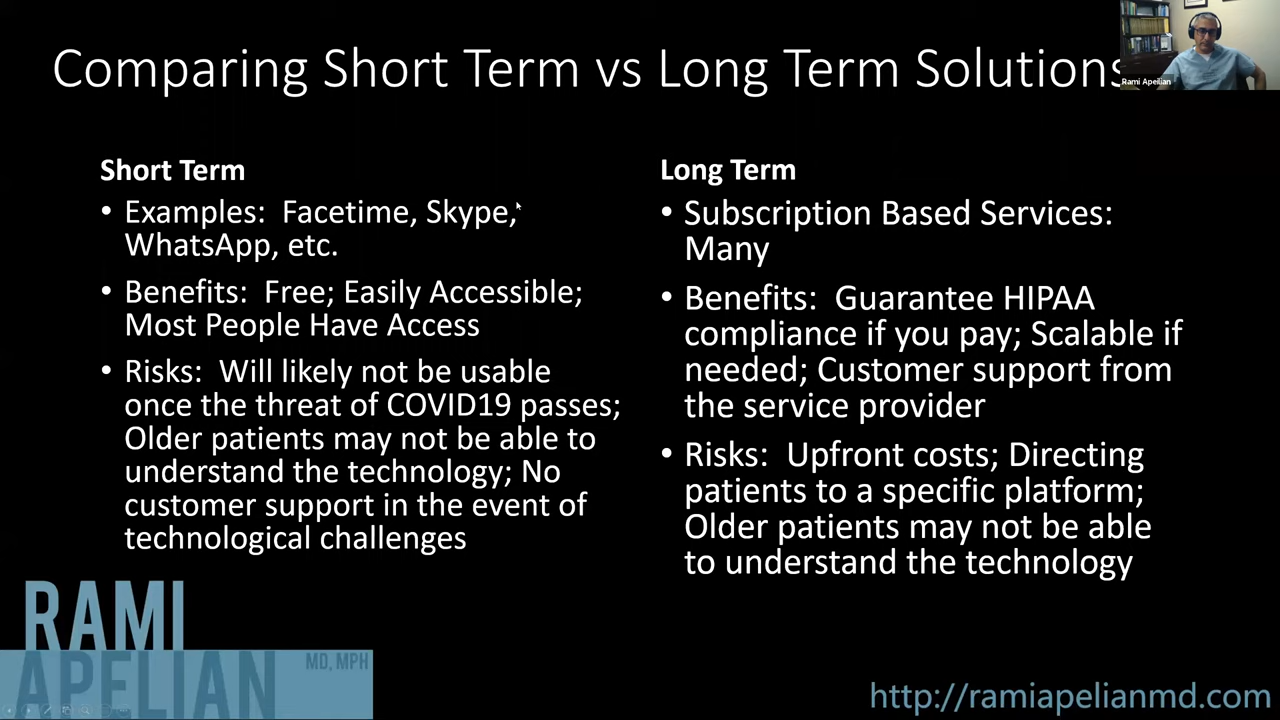 Comparing Short Term vs Long Term Solutions
Rami Apeilian
Short Term
• Examples: Facetime, Skype,
WhatsApp, etc.
• Benefits: Free; Easily Accessible;
Most People Have Access
• Risks: Will likely not be usable
once the threat of COVID19 passes;
Older patients may not be able to
understand the technology; No
customer support in the event of
technological challenges
Long Term
• Subscription Based Services:
Many
• Benefits: Guarantee HIPAA
compliance if you pay; Scalable if
needed; Customer support from
the service provider
• Risks: Upfront costs; Directing
patients to a specific platform;
Older patients may not be able
to understand the technology
RAMI
APELIAN
MD, MPH
http://ramiapelianmd.com